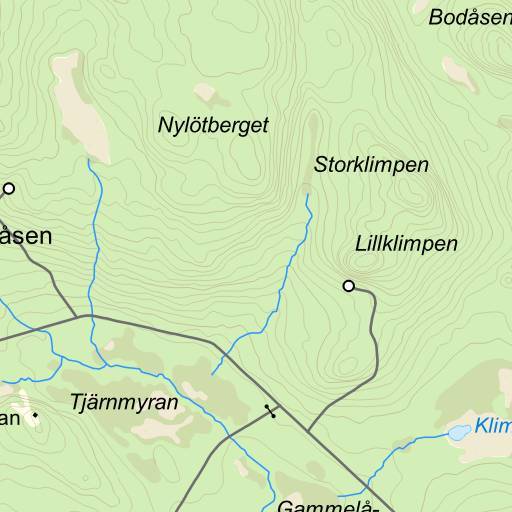 Bodåsen
Nylötberget
Storklimpen
åsen
Lillklimpen
Tjärnmyran
an
Klim
Gammelå-